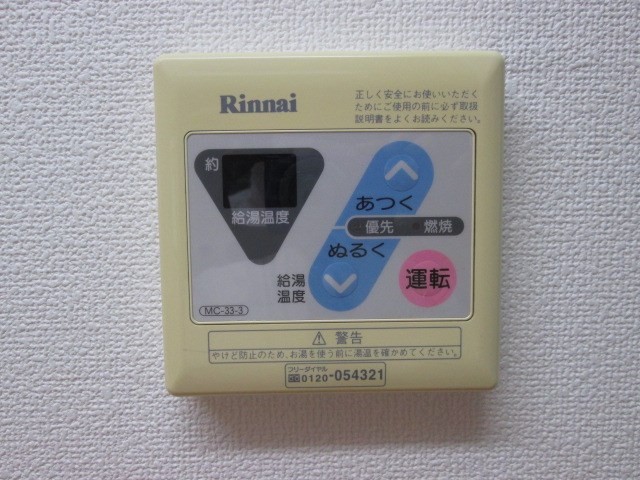 Rinnai
正しく安全にお使いいただく
ためにご使用の前に必ず取扱
説明書をよくお読みください。
約
給湯温度
あつく
優先 燃焼
ぬるく
給湯
温度
運転
MC-33-3
警告
やけど防止のため、お湯を使う前に湯温を確かめてください。
フリーダイヤル
0120-054321